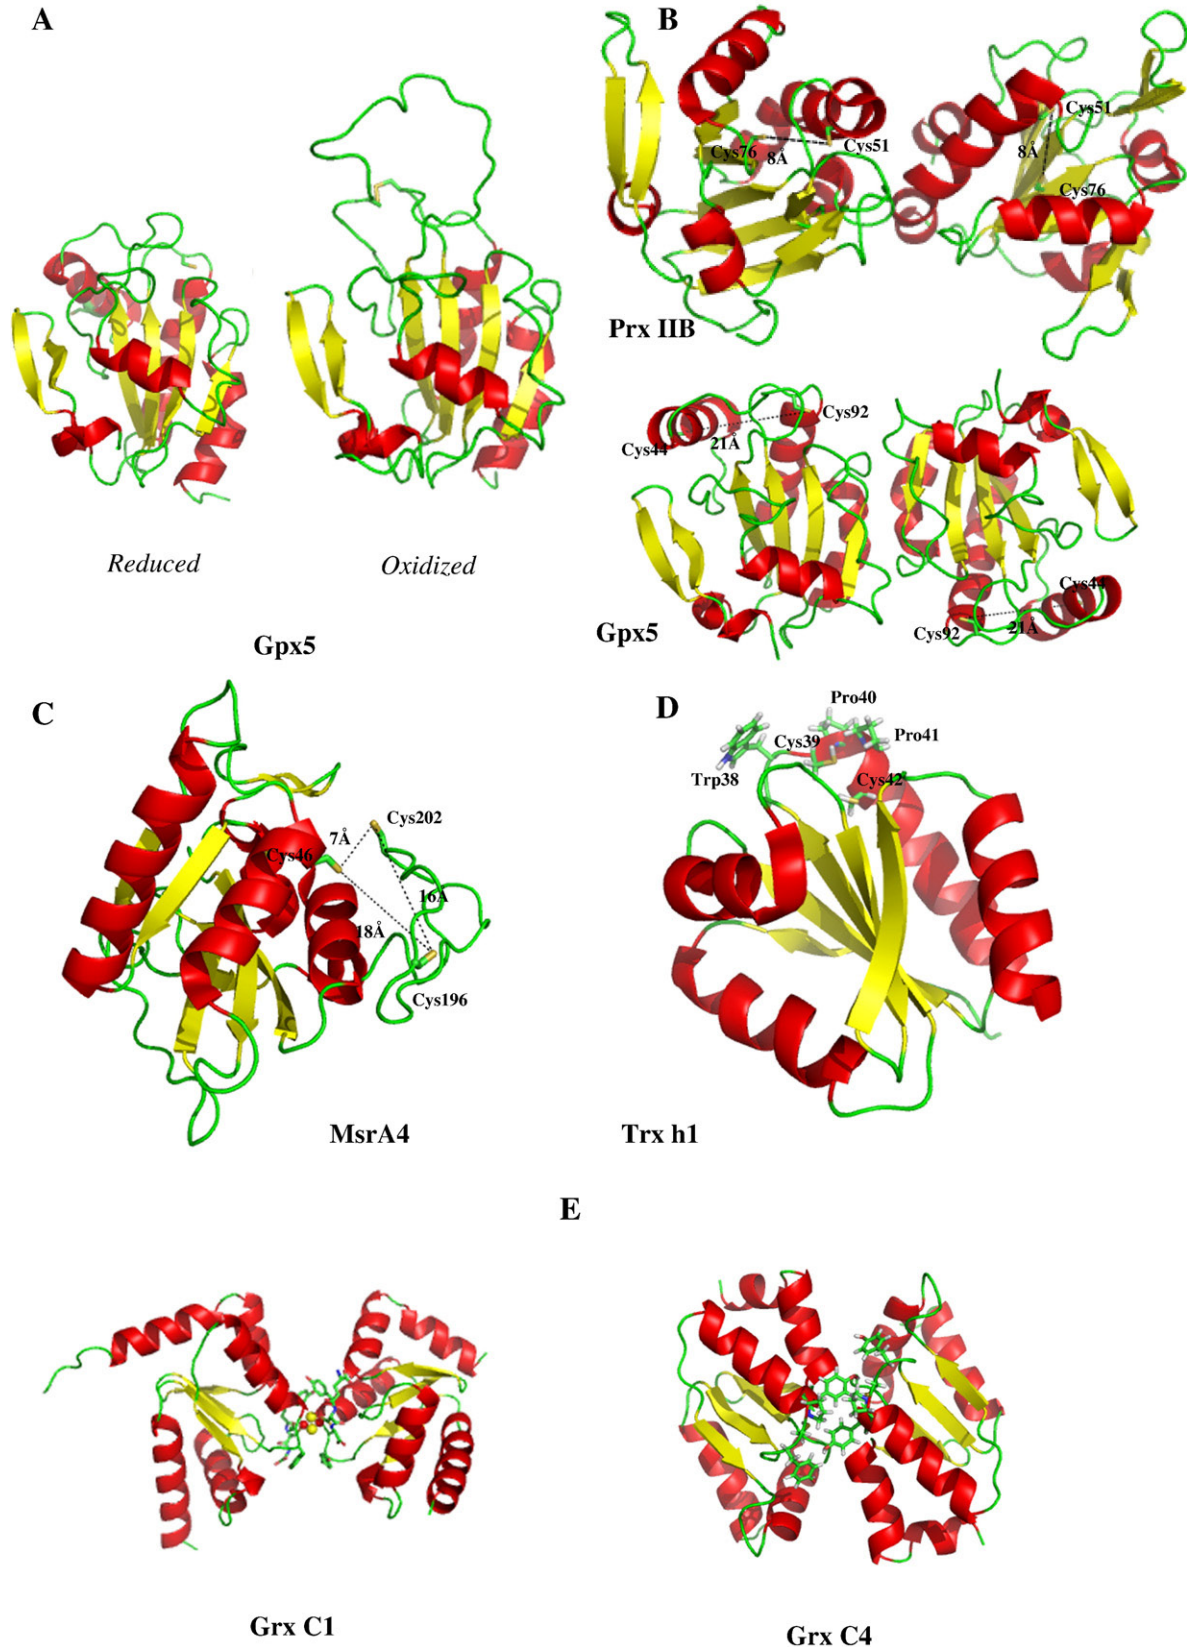 A
B
Cys51
Cys76
8Å
Cys51
8Å
Cys76
Prx IIB
Cys92
Cys44
21Å
Cys44
Cys92
21Å
Reduced
Oxidized
Gpx5
Gpx5
C
D
Pro40
Cys39
Pro41
Trp38
Cys42
Cys202
7Å
Cys46
16Å
18Å
Cys196
MsrA4
Trx h1
E
Grx C1
Grx C4